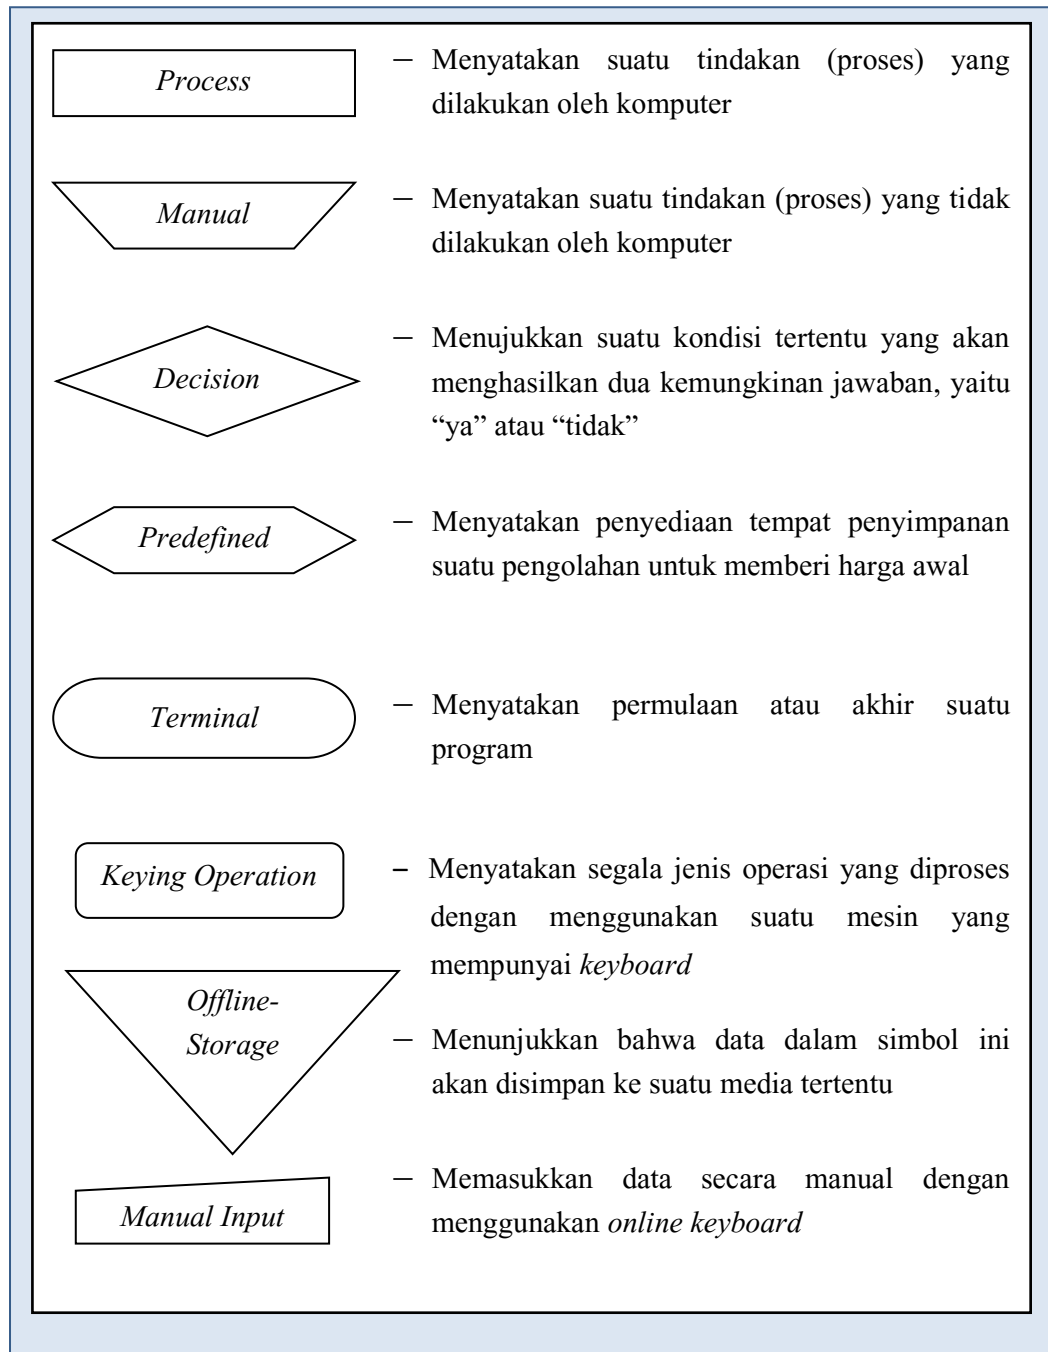 Process
– Menyatakan suatu tindakan (proses) yang
dilakukan oleh komputer
Manual
– Menyatakan suatu tindakan (proses) yang tidak
dilakukan oleh komputer
Decision
– Menujukkan suatu kondisi tertentu yang akan
menghasilkan dua kemungkinan jawaban, yaitu
“ya” atau “tidak”
Predefined
– Menyatakan penyediaan tempat penyimpanan
suatu pengolahan untuk memberi harga awal
Terminal
– Menyatakan permulaan atau akhir suatu
program
Keying Operation
– Menyatakan segala jenis operasi yang diproses
dengan menggunakan suatu mesin yang
mempunyai keyboard
Offline-
Storage
– Menunjukkan bahwa data dalam simbol ini
akan disimpan ke suatu media tertentu
Manual Input
– Memasukkan data secara manual dengan
menggunakan online keyboard